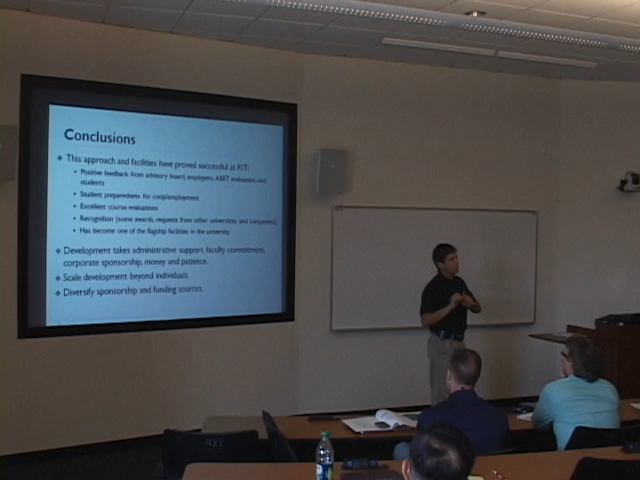 Conclusions
❖ This approach and facilities have proved successful at RIT:
• Positive feedback from advisory board, employers, ABET evaluators, and
students
• Student preparedness for coop/employment
• Excellent course evaluations
• Recognition (some awards, requests from other universities and companies)
• Has become one of the flagship facilities in the university
❖ Development takes administrative support, faculty commitment,
corporate sponsorship, money and patience.
❖ Scale development beyond individuals.
❖ Diversify sponsorship and funding sources.